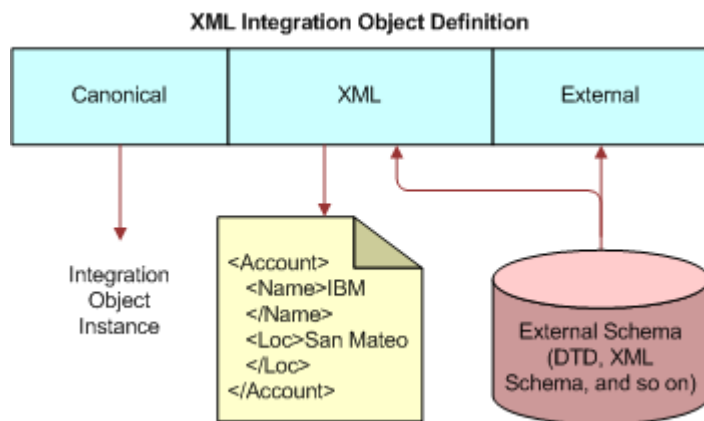 XML Integration Object Definition
Canonical
XML
External
Integration
Object
Instance
<Account>
<Name>IBM
</Name>
<Loc>San Mateo
</Loc>
</Account>
External Schema
(DTD, XML
Schema, and so on)